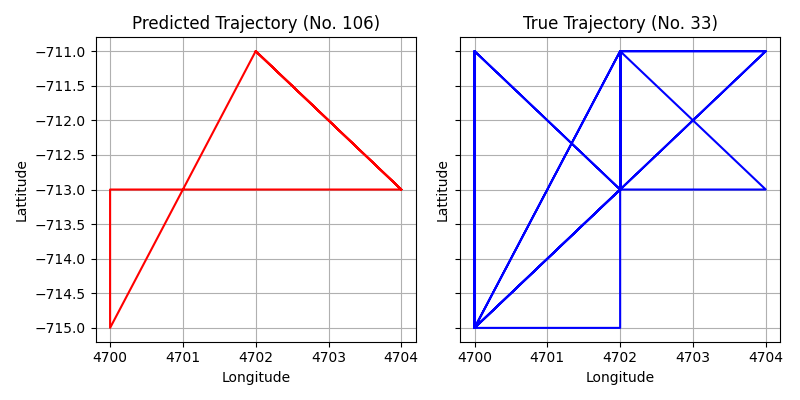 Predicted Trajectory (No. 106)
True Trajectory (No. 33)
−711.0
−711.5
−712.0
−712.5
−713.0
−713.5
−714.0
−714.5
−715.0
Lattitude
Lattitude
4700 4701 4702 4703 4704
4700 4701 4702 4703 4704
Longitude
Longitude